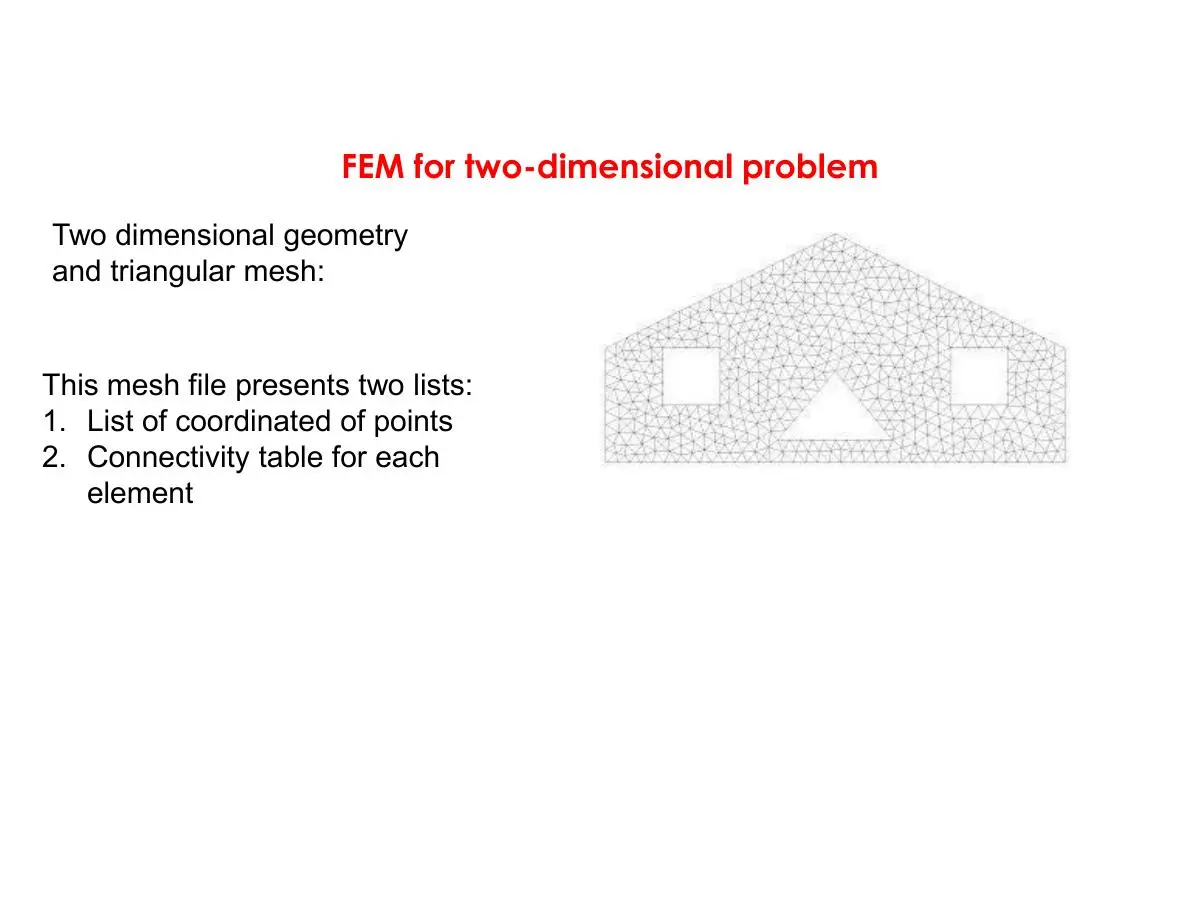 FEM for two-dimensional problem
Two dimensional geometry
and triangular mesh:
This mesh file presents two lists:
1. List of coordinated of points
2. Connectivity table for each
element